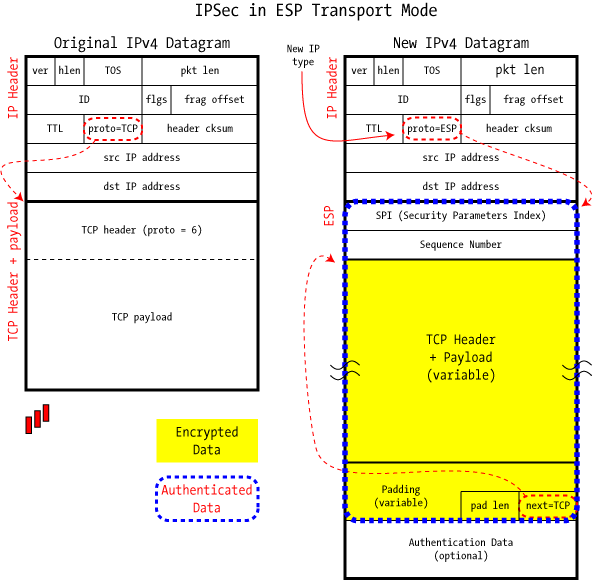 IPSec in ESP Transport Mode
Original IPv4 Datagram
IP Header
ver hlen TOS pkt len
ID flgs frag offset
TTL proto=TCP header cksum
src IP address
dst IP address
TCP Header + payload
TCP header (proto = 6)
TCP payload
Encrypted
Data
Authenticated
Data
New IP
type
New IPv4 Datagram
IP Header
ver hlen TOS pkt len
ID flgs frag offset
TTL proto=ESP header cksum
src IP address
dst IP address
ESP
SPI (Security Parameters Index)
Sequence Number
TCP Header
+ Payload
(variable)
Padding
(variable)
pad len next=TCP
Authentication Data
(optional)